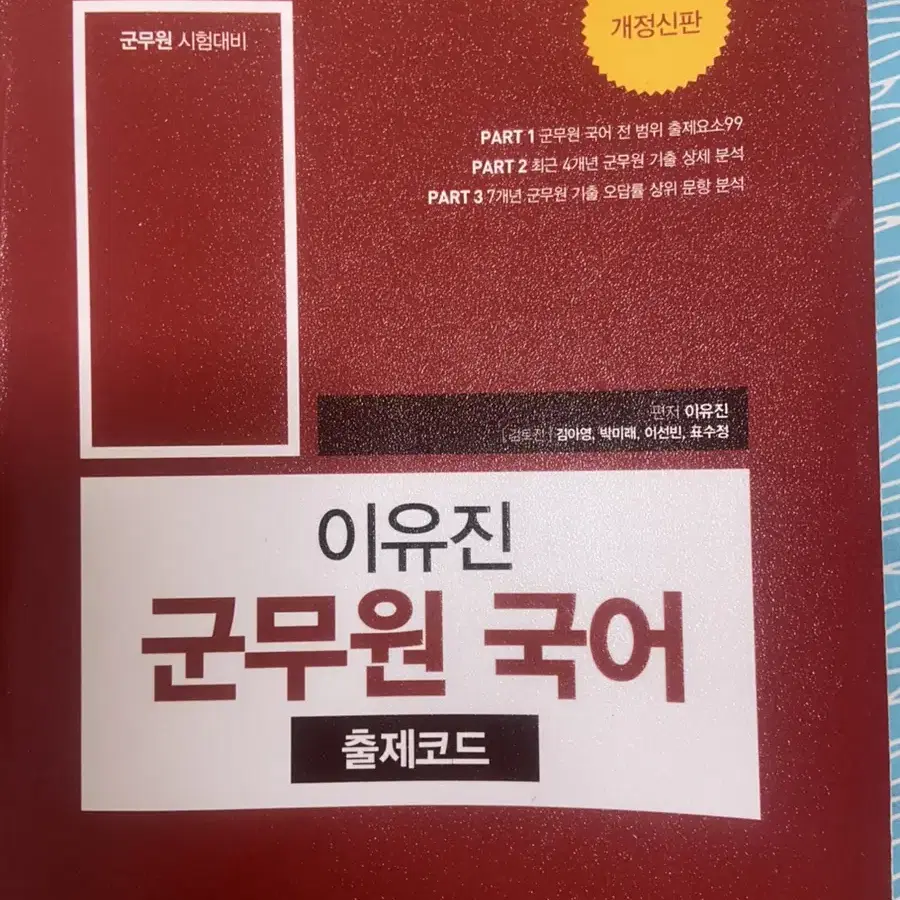 군무원 시험대비
개정신판
PART 1 군무원 국어 전 범위 출제요소99
PART 2 최근 4개년 군무원 기출 상세 분석
PART 3 7개년 군무원 기출 오답률 상위 문항 분석
편저 이유진
[검토진] 김아영, 박미래, 이선빈, 표수정
이유진
군무원 국어
출제코드